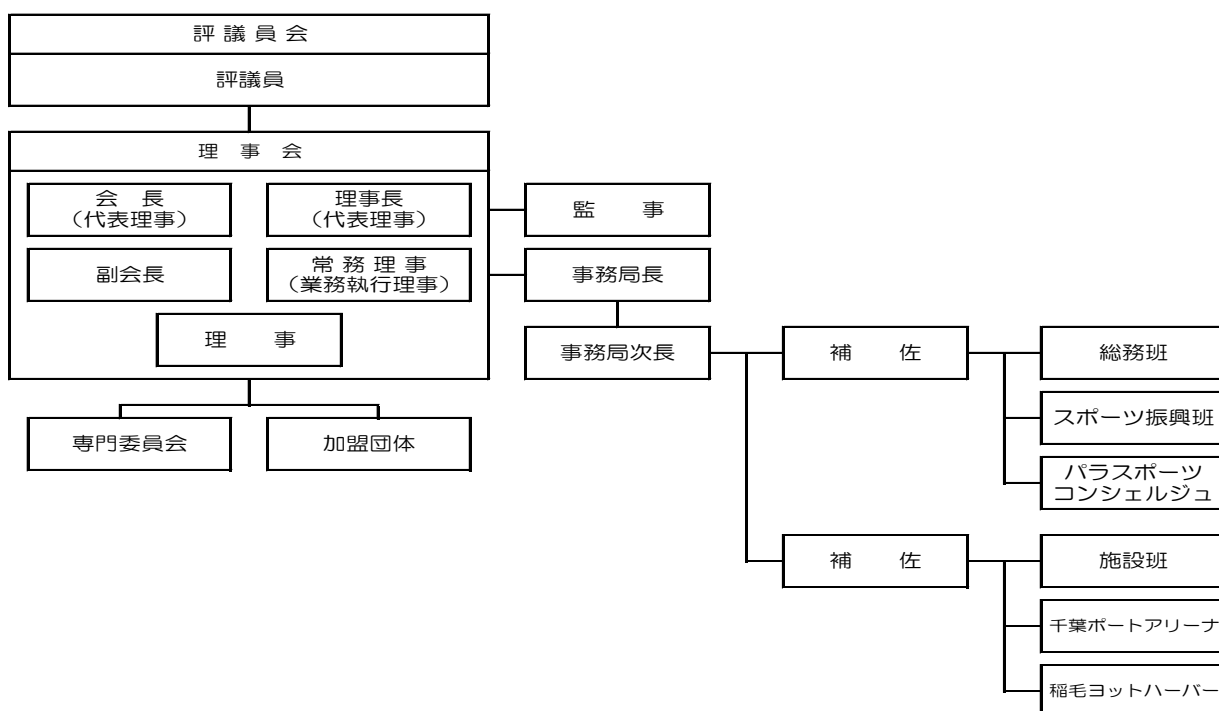 評議員会
評議員
理事会
会長
（代表理事）
理事長
（代表理事）
監事
副会長
常務理事
（業務執行理事）
事務局長
理事
事務局次長
補佐
総務班
スポーツ振興班
専門委員会
加盟団体
パラスポーツ
コンシェルジュ
補佐
施設班
千葉ポートアリーナ
稲毛ヨットハーバー